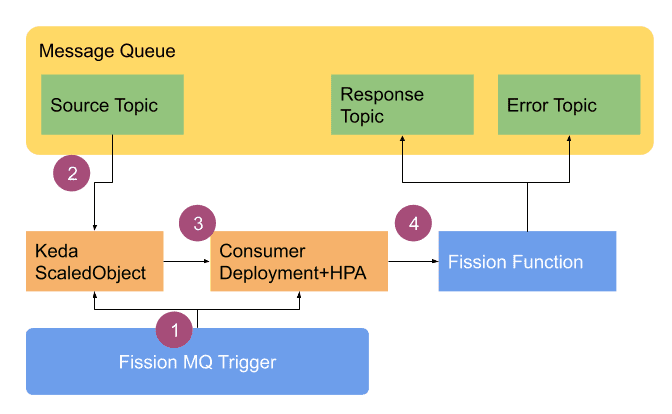 Message Queue
Source Topic
Response
Topic
Error Topic
2
3
4
Keda
ScaledObject
Consumer
Deployment+HPA
Fission Function
1
Fission MQ Trigger